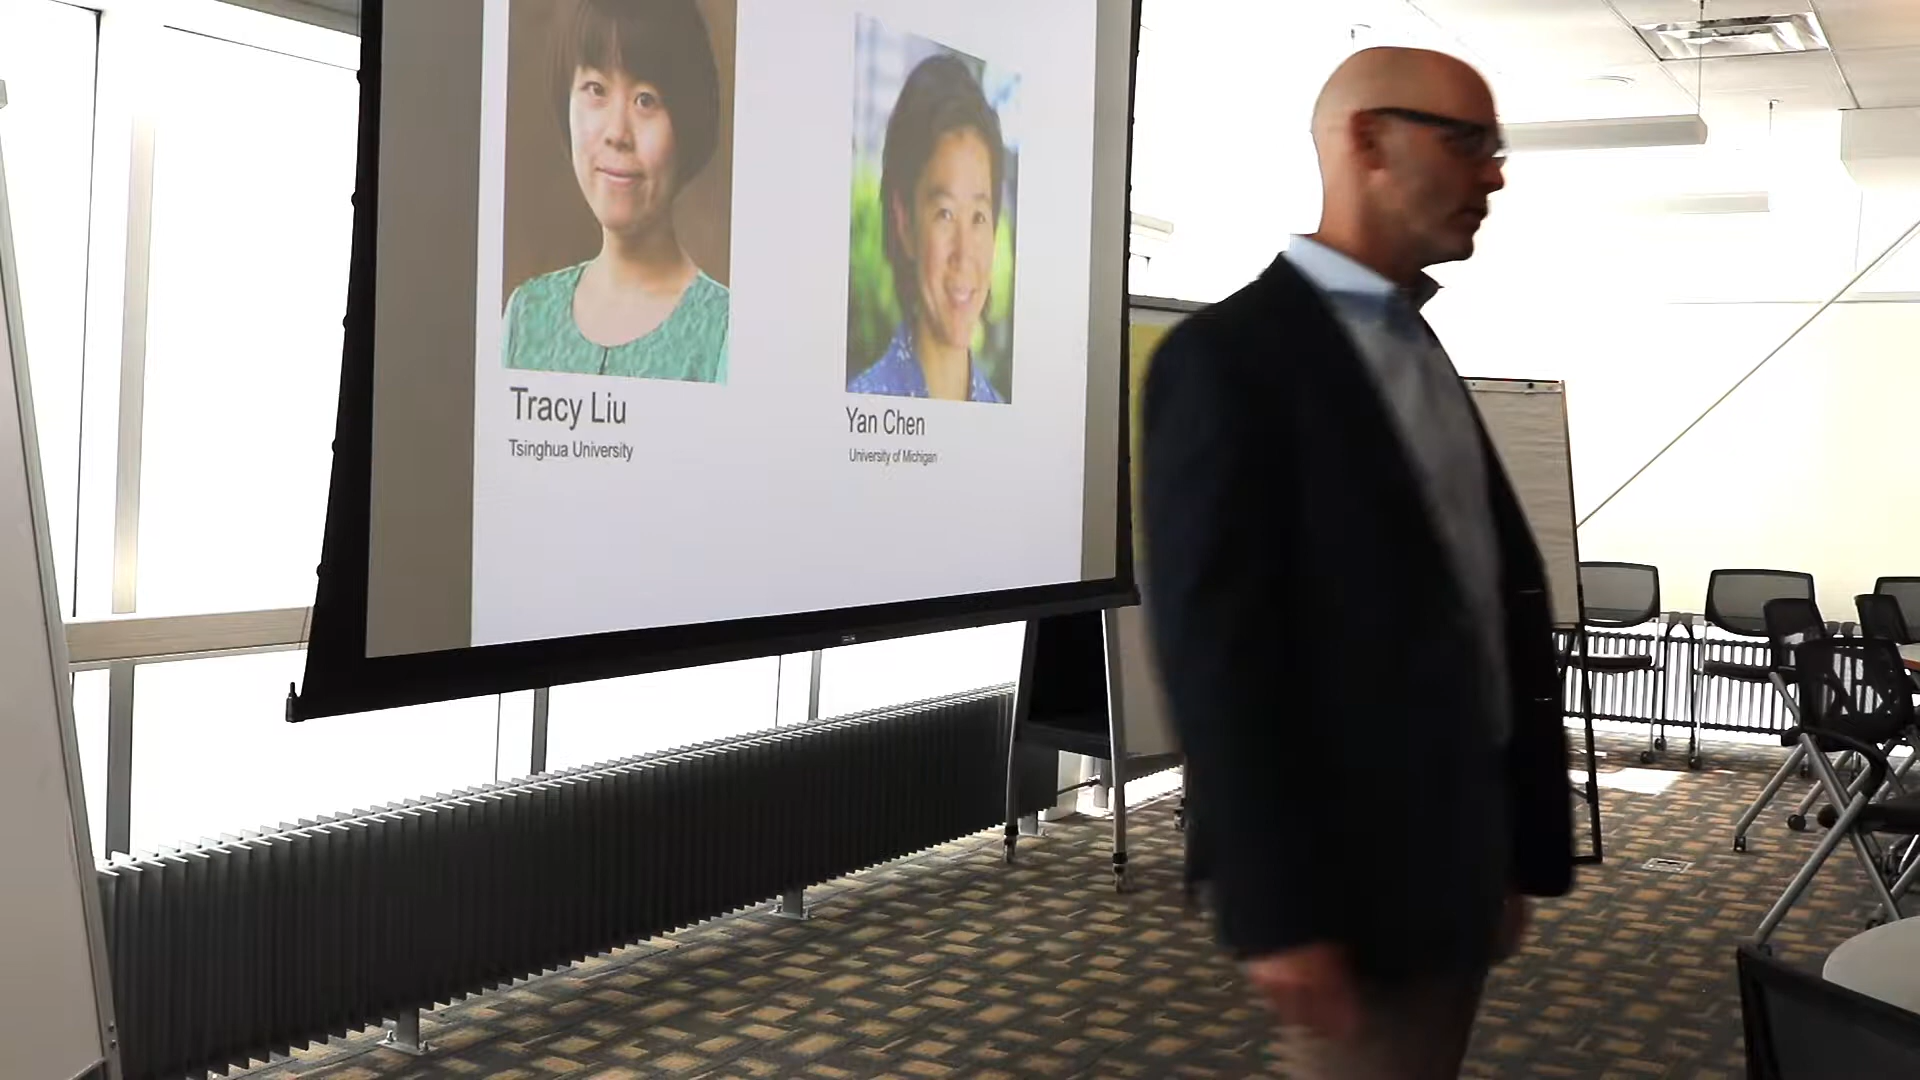 Tracy Liu
Tsinghua University
Yan Chen
University of Michigan